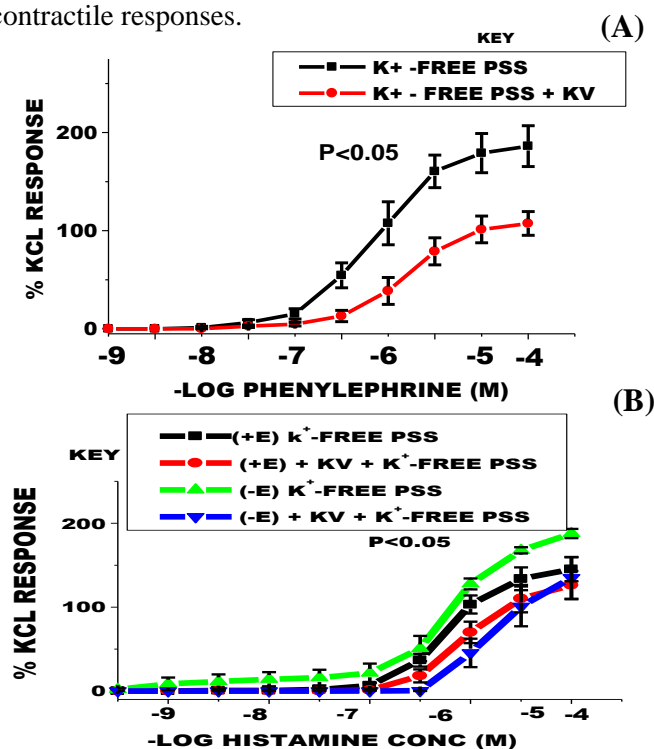 contractile responses.
(A)
KEY
K+ -FREE PSS
K+ - FREE PSS + KV
200
P<0.05
100
0
% KCL RESPONSE
-9 -8 -7 -6 -5 -4
-LOG PHENYLEPHRINE (M)
(B)
KEY
(+E) k⁺-FREE PSS
(+E) + KV + K⁺-FREE PSS
(-E) K⁺-FREE PSS
(-E) + KV + K⁺-FREE PSS
P<0.05
200
100
0
% KCL RESPONSE
-9 -8 -7 -6 -5 -4
-LOG HISTAMINE CONC (M)